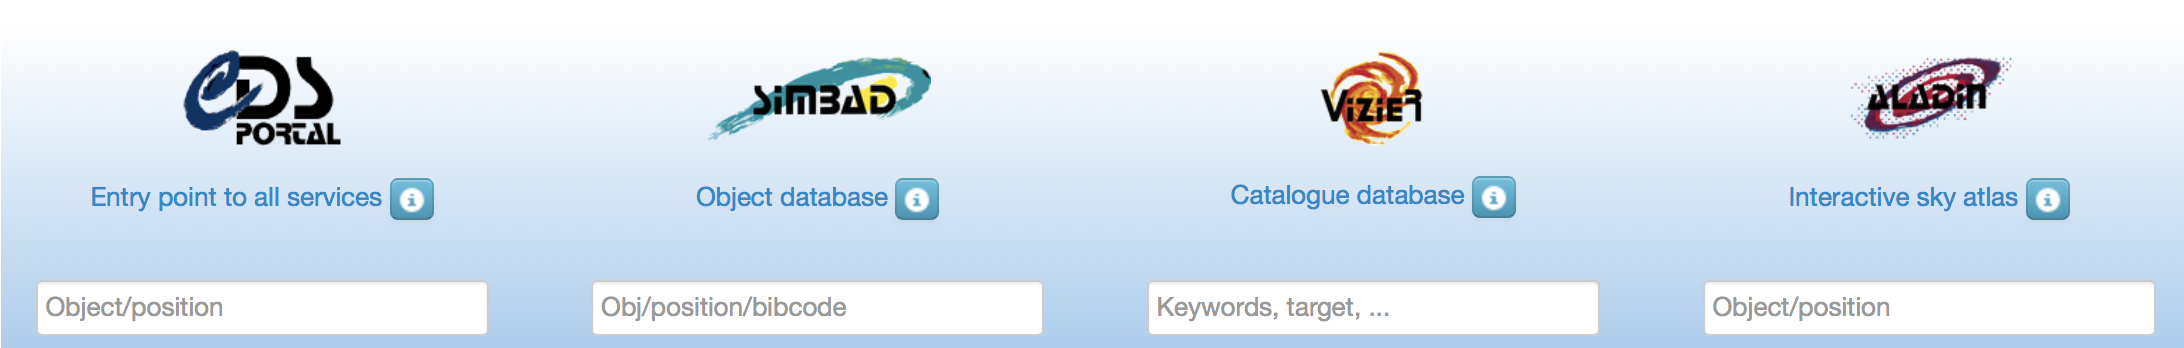 CDS
PORTAL
SiMBAD
ViZieR
ALADiN
Entry point to all services
Object database
Catalogue database
Interactive sky atlas
Object/position
Obj/position/bibcode
Keywords, target, ...
Object/position